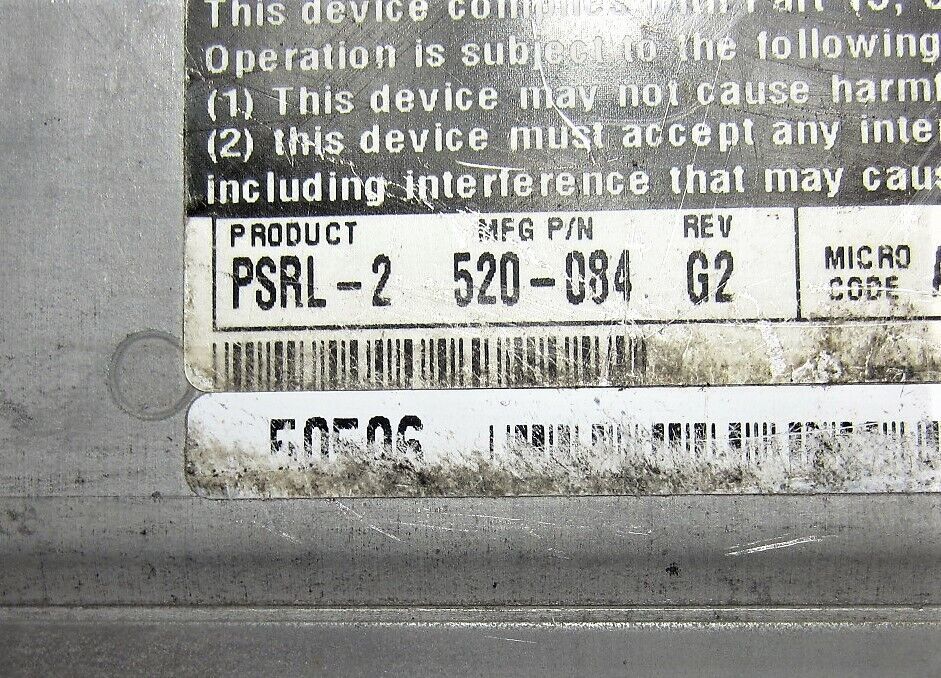 This device complies with Part 15,
Operation is subject to the following
(1) This device may not cause harmf
(2) this device must accept any inte
including interference that may caus
PRODUCT MFG P/N REV
PSRL-2 520-084 G2 MICRO
CODE
50506